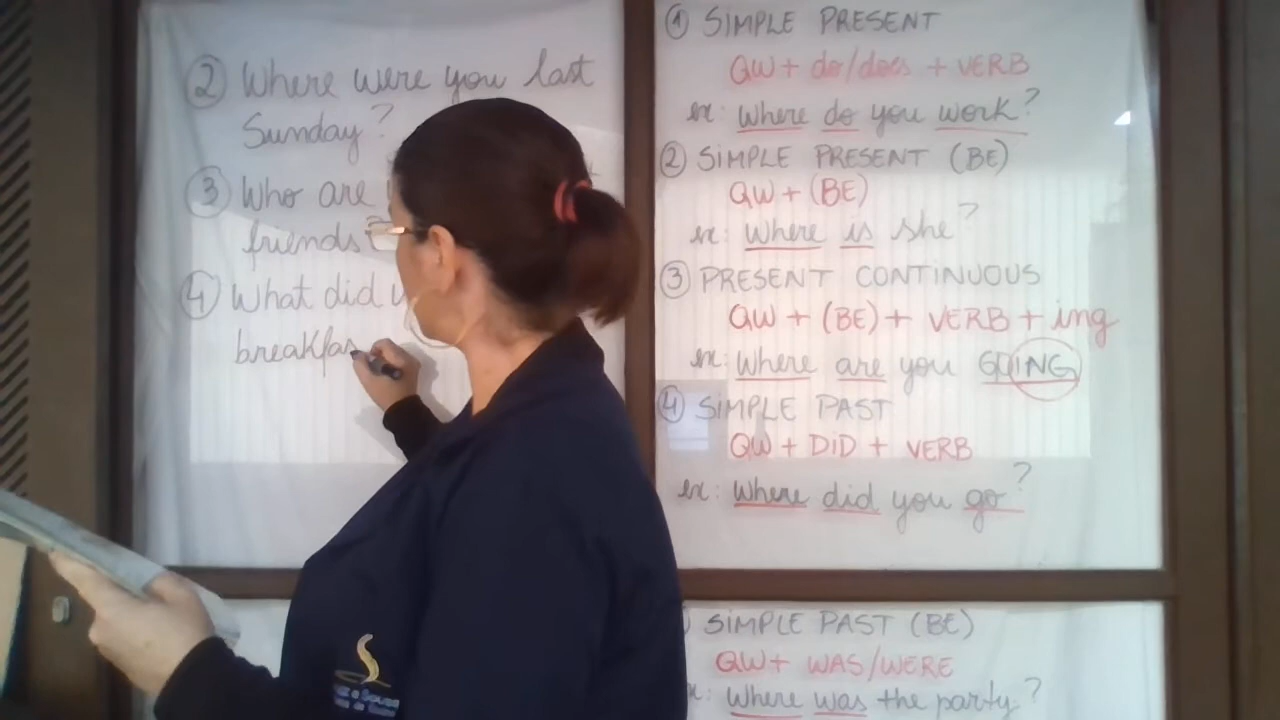 ② Where were you last
Sunday?
③ Who are
friends?
④ What did
breakfas
① SIMPLE PRESENT
QW + do/does + VERB
ex: Where do you work?
② SIMPLE PRESENT (BE)
QW + (BE)
ex: Where is she?
③ PRESENT CONTINUOUS
QW + (BE) + VERB + ing
ex: Where are you GOING
④ SIMPLE PAST
QW + DID + VERB
ex: Where did you go?
SIMPLE PAST (BE)
QW + WAS/WERE
ex: Where was the party?